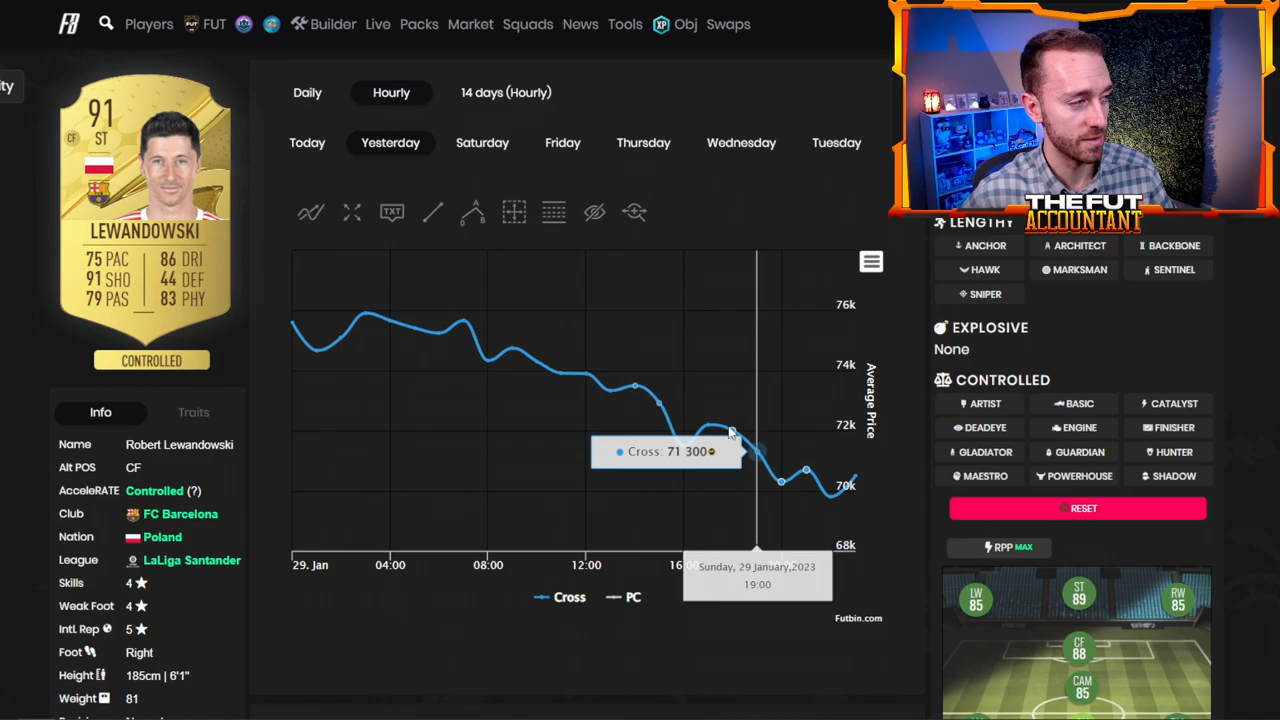 Players
FUT
Builder
Live
Packs
Market
Squads
News
Tools
XP
Obj
Swaps
ity
91
ST
CF
LEWANDOWSKI
75 PAC 86 DRI
91 SHO 44 DEF
79 PAS 83 PHY
CONTROLLED
Daily
Hourly
14 days (Hourly)
Today
Yesterday
Saturday
Friday
Thursday
Wednesday
Tuesday
TXT
76k
74k
72k
70k
68k
Average Price
Cross: 71 300
29. Jan
04:00
08:00
12:00
Sunday, 29 January,2023
19:00
Cross
PC
Futbin.com
Info
Traits
Name Robert Lewandowski
Alt POS CF
AcceleRATE Controlled (?)
Club FC Barcelona
Nation Poland
League LaLiga Santander
Skills 4
Weak Foot 4
Intl. Rep 5
Foot Right
Height 185cm | 6'1"
Weight 81
THE FUT
ACCOUNTANT
LENGTHY
ANCHOR ARCHITECT BACKBONE
HAWK MARKSMAN SENTINEL
SNIPER
EXPLOSIVE
None
CONTROLLED
ARTIST BASIC CATALYST
DEADEYE ENGINE FINISHER
GLADIATOR GUARDIAN HUNTER
MAESTRO POWERHOUSE SHADOW
RESET
RPP MAX
LW
85
ST
89
RW
85
CF
88
CAM
85